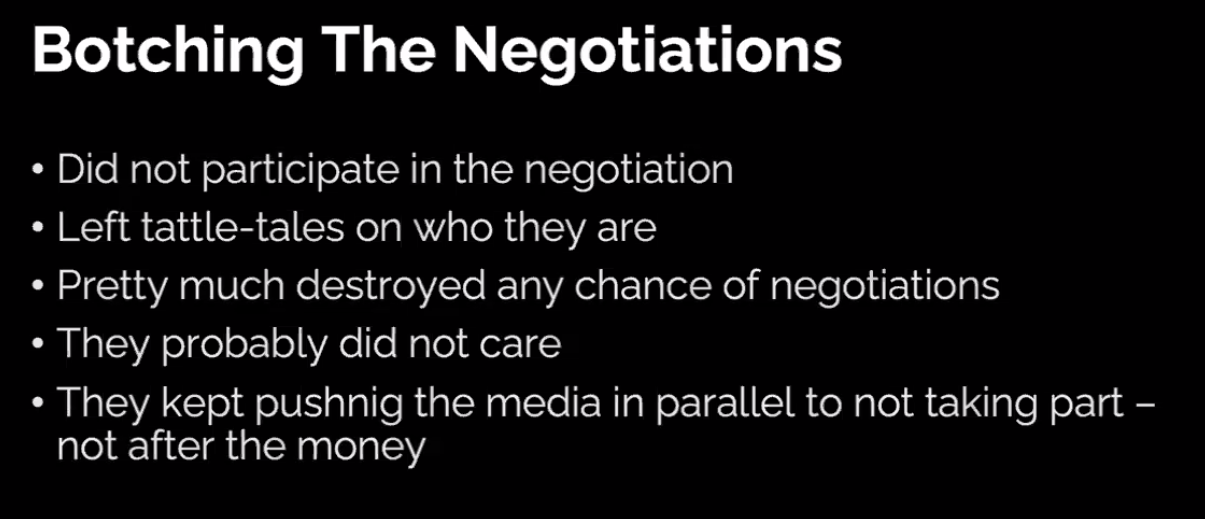 Botching The Negotiations
• Did not participate in the negotiation
• Left tattle-tales on who they are
• Pretty much destroyed any chance of negotiations
• They probably did not care
• They kept pushnig the media in parallel to not taking part –
not after the money